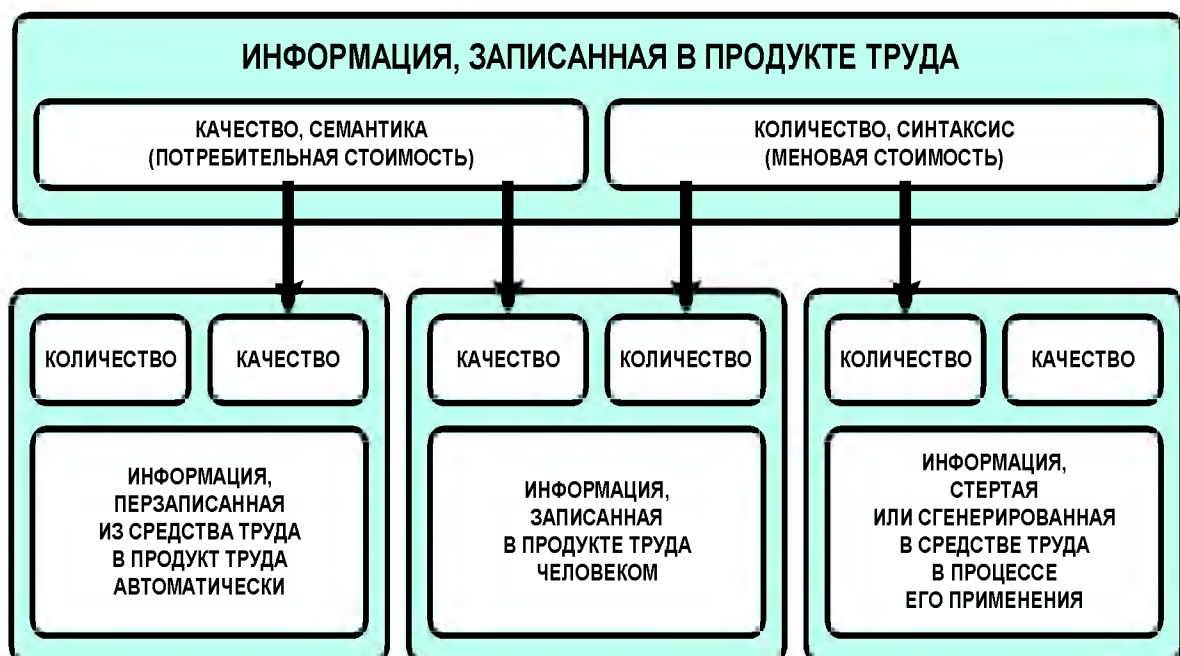 ИНФОРМАЦИЯ, ЗАПИСАННАЯ В ПРОДУКТЕ ТРУДА
КАЧЕСТВО, СЕМАНТИКА
(ПОТРЕБИТЕЛЬНАЯ СТОИМОСТЬ)
КОЛИЧЕСТВО, СИНТАКСИС
(МЕНОВАЯ СТОИМОСТЬ)
КОЛИЧЕСТВО
КАЧЕСТВО
ИНФОРМАЦИЯ,
ПЕРЗАПИСАННАЯ
ИЗ СРЕДСТВА ТРУДА
В ПРОДУКТ ТРУДА
АВТОМАТИЧЕСКИ
КАЧЕСТВО
КОЛИЧЕСТВО
ИНФОРМАЦИЯ,
ЗАПИСАННАЯ
В ПРОДУКТЕ ТРУДА
ЧЕЛОВЕКОМ
КОЛИЧЕСТВО
КАЧЕСТВО
ИНФОРМАЦИЯ,
СТЕРТАЯ
ИЛИ СГЕНЕРИРОВАННАЯ
В СРЕДСТВЕ ТРУДА
В ПРОЦЕССЕ
ЕГО ПРИМЕНЕНИЯ